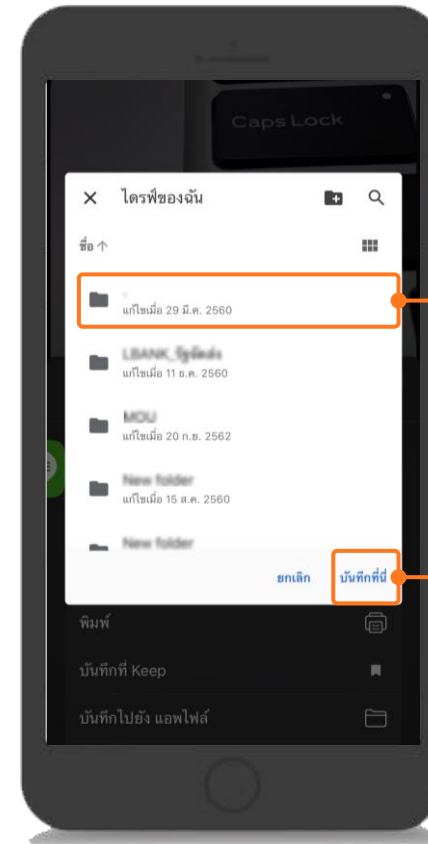 Caps Lock
ไดรฟ์ของฉัน
ชื่อ
แก้ไขเมื่อ 29 มี.ค. 2560
แก้ไขเมื่อ 11 ธ.ค. 2560
MOU
แก้ไขเมื่อ 20 ก.ย. 2562
New folder
แก้ไขเมื่อ 15 ส.ค. 2560
New folder
ยกเลิก บันทึกที่นี่
พิมพ์
บันทึกที่ Keep
บันทึกไปยัง แอพไฟล์